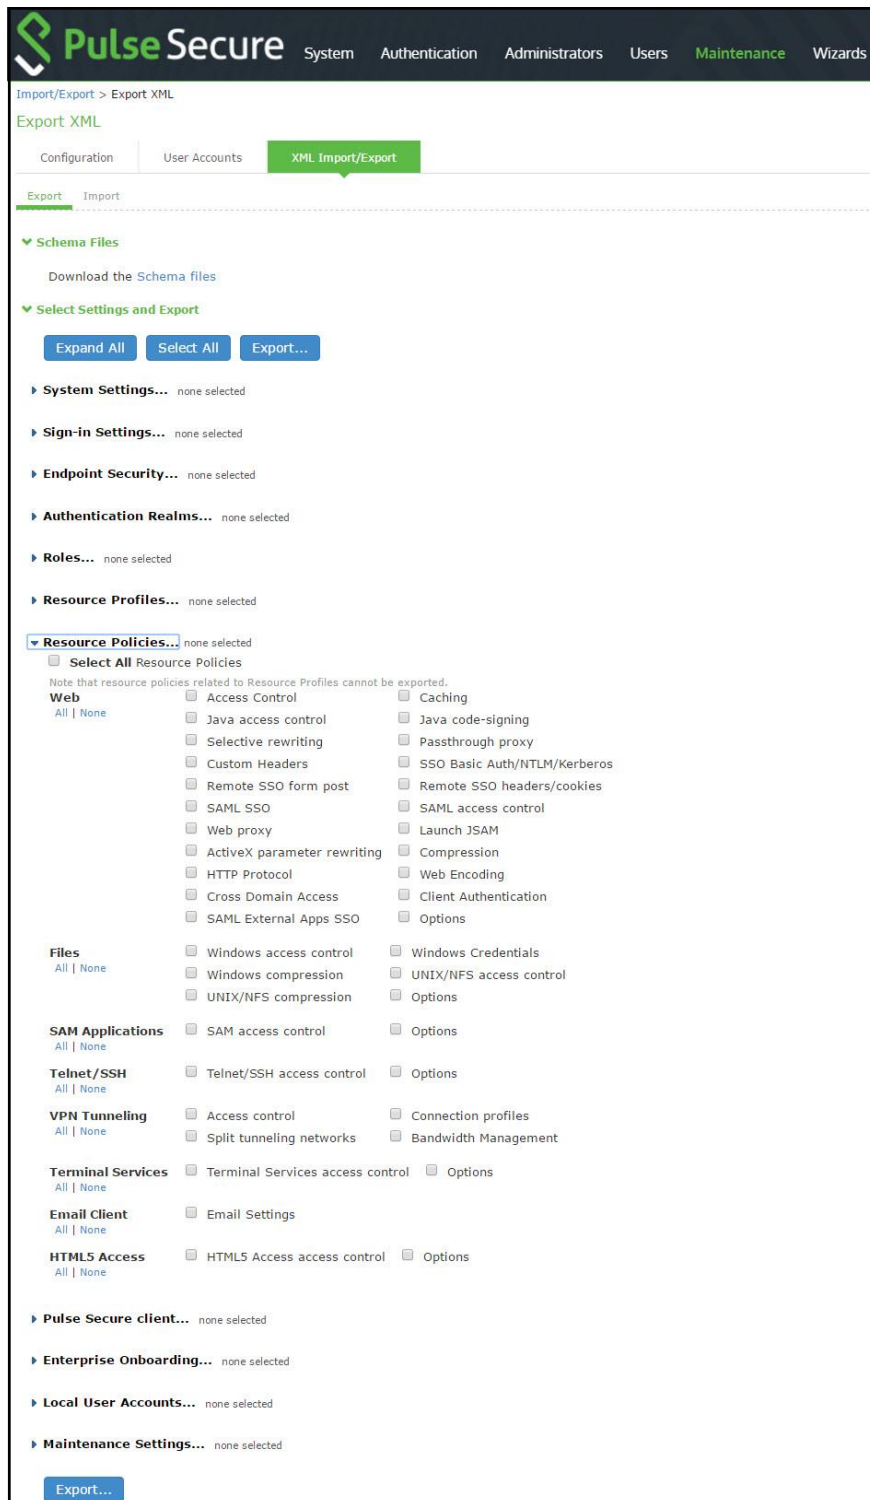 Pulse Secure System Authentication Administrators Users Maintenance Wizards
Import/Export > Export XML
Export XML
Configuration User Accounts XML Import/Export
Export Import
Schema Files
Download the Schema files
Select Settings and Export
Expand All Select All Export...
System Settings... none selected
Sign-in Settings... none selected
Endpoint Security... none selected
Authentication Realms... none selected
Roles... none selected
Resource Profiles... none selected
Resource Policies... none selected
Select All Resource Policies
Note that resource policies related to Resource Profiles cannot be exported.
Web Access Control Caching
All | None Java access control Java code-signing
Selective rewriting Passthrough proxy
Custom Headers SSO Basic Auth/NTLM/Kerberos
Remote SSO form post Remote SSO headers/cookies
SAML SSO SAML access control
Web proxy Launch JSAM
ActiveX parameter rewriting Compression
HTTP Protocol Web Encoding
Cross Domain Access Client Authentication
SAML External Apps SSO Options
Files Windows access control Windows Credentials
All | None Windows compression UNIX/NFS access control
UNIX/NFS compression Options
SAM Applications SAM access control Options
All | None
Telnet/SSH Telnet/SSH access control Options
All | None
VPN Tunneling Access control Connection profiles
All | None Split tunneling networks Bandwidth Management
Terminal Services Terminal Services access control Options
All | None
Email Client Email Settings
All | None
HTML5 Access HTML5 Access access control Options
All | None
Pulse Secure client... none selected
Enterprise Onboarding... none selected
Local User Accounts... none selected
Maintenance Settings... none selected
Export...